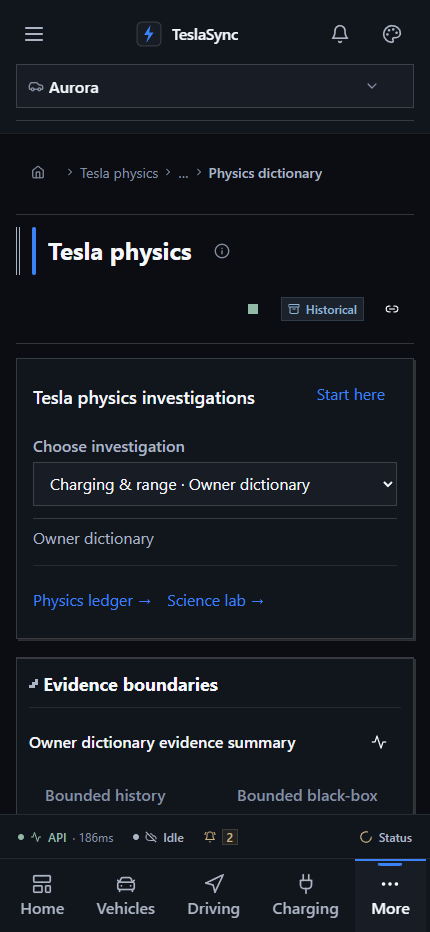 TeslaSync
Aurora
Tesla physics > ... > Physics dictionary
Tesla physics
Historical
Tesla physics investigations
Start here
Choose investigation
Charging & range · Owner dictionary
Owner dictionary
Physics ledger → Science lab →
Evidence boundaries
Owner dictionary evidence summary
Bounded history Bounded black-box
API · 186ms Idle 2 Status
Home Vehicles Driving Charging More